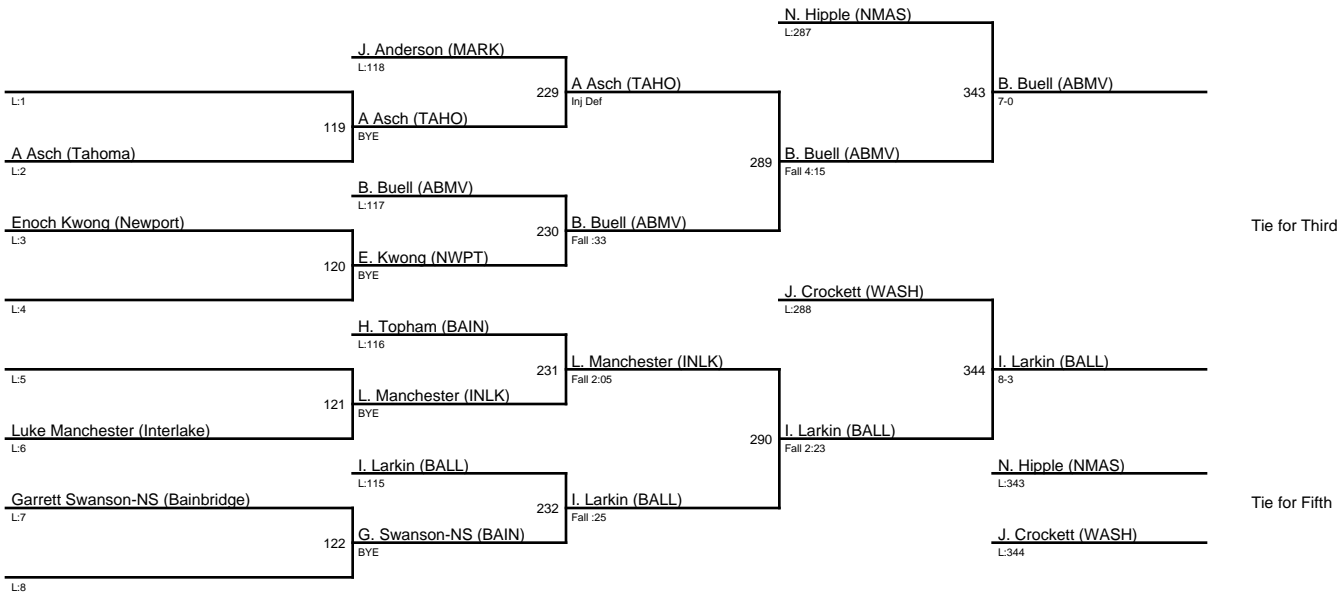 N. Hipple (NMAS)
L:287
J. Anderson (MARK)
L:118
229
A Asch (TAHO)
Inj Def
343
B. Buell (ABMV)
7-0
L:1
119
A Asch (TAHO)
BYE
A Asch (Tahoma)
L:2
289
B. Buell (ABMV)
Fall 4:15
B. Buell (ABMV)
L:117
Enoch Kwong (Newport)
L:3
230
B. Buell (ABMV)
Fall :33
Tie for Third
120
E. Kwong (NWPT)
BYE
L:4
J. Crockett (WASH)
L:288
H. Topham (BAIN)
L:116
L:5
231
L. Manchester (INLK)
Fall 2:05
344
I. Larkin (BALL)
8-3
121
L. Manchester (INLK)
BYE
Luke Manchester (Interlake)
L:6
290
I. Larkin (BALL)
Fall 2:23
I. Larkin (BALL)
L:115
N. Hipple (NMAS)
L:343
Garrett Swanson-NS (Bainbridge)
L:7
232
I. Larkin (BALL)
Fall :25
Tie for Fifth
122
G. Swanson-NS (BAIN)
BYE
J. Crockett (WASH)
L:344
L:8